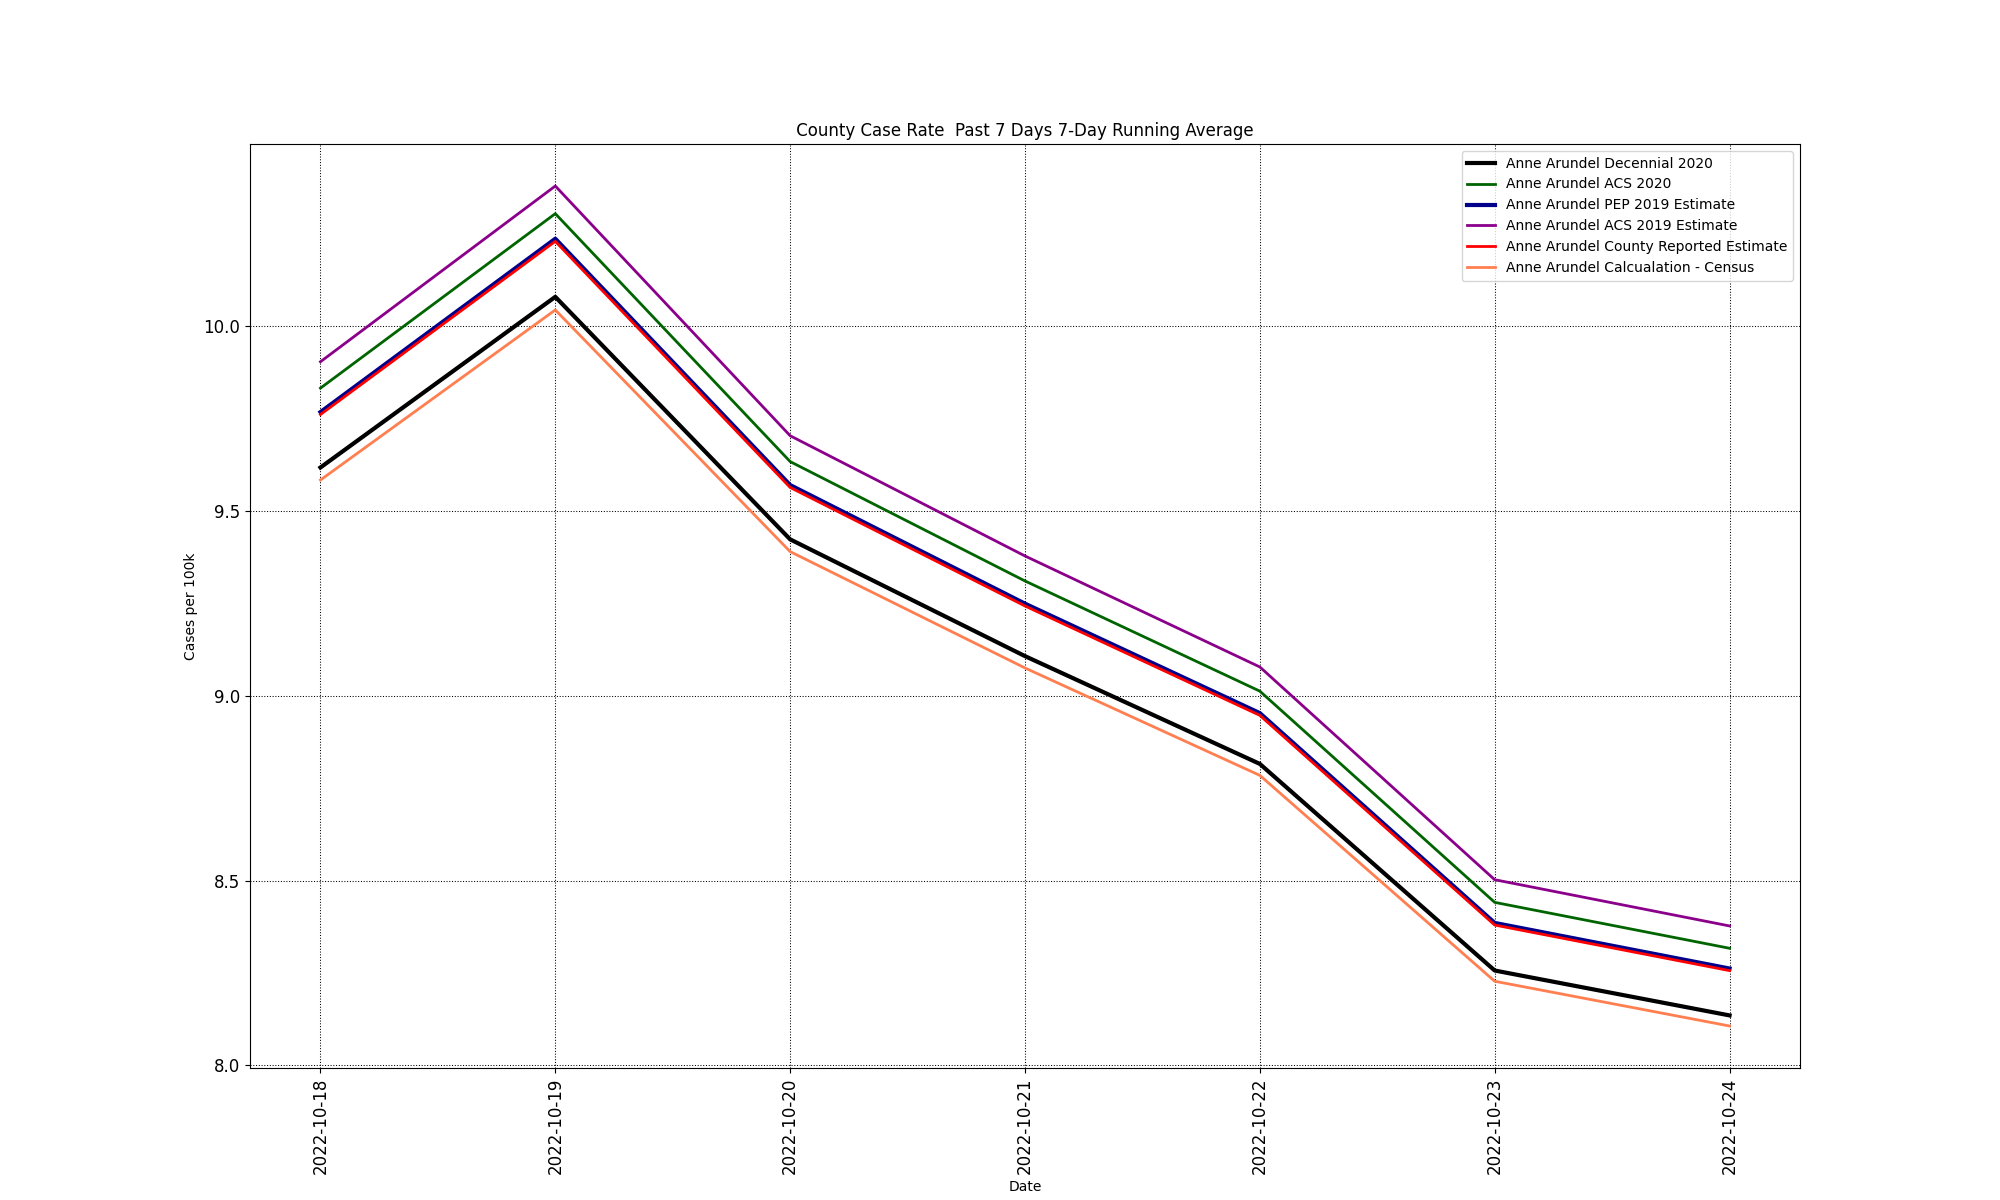 County Case Rate  Past 7 Days 7-Day Running Average
Anne Arundel Decennial 2020
Anne Arundel ACS 2020
Anne Arundel PEP 2019 Estimate
Anne Arundel ACS 2019 Estimate
Anne Arundel County Reported Estimate
Anne Arundel Calcualation - Census
Cases per 100k
10.0
9.5
9.0
8.5
8.0
2022-10-18
2022-10-19
2022-10-20
2022-10-21
2022-10-22
2022-10-23
2022-10-24
Date